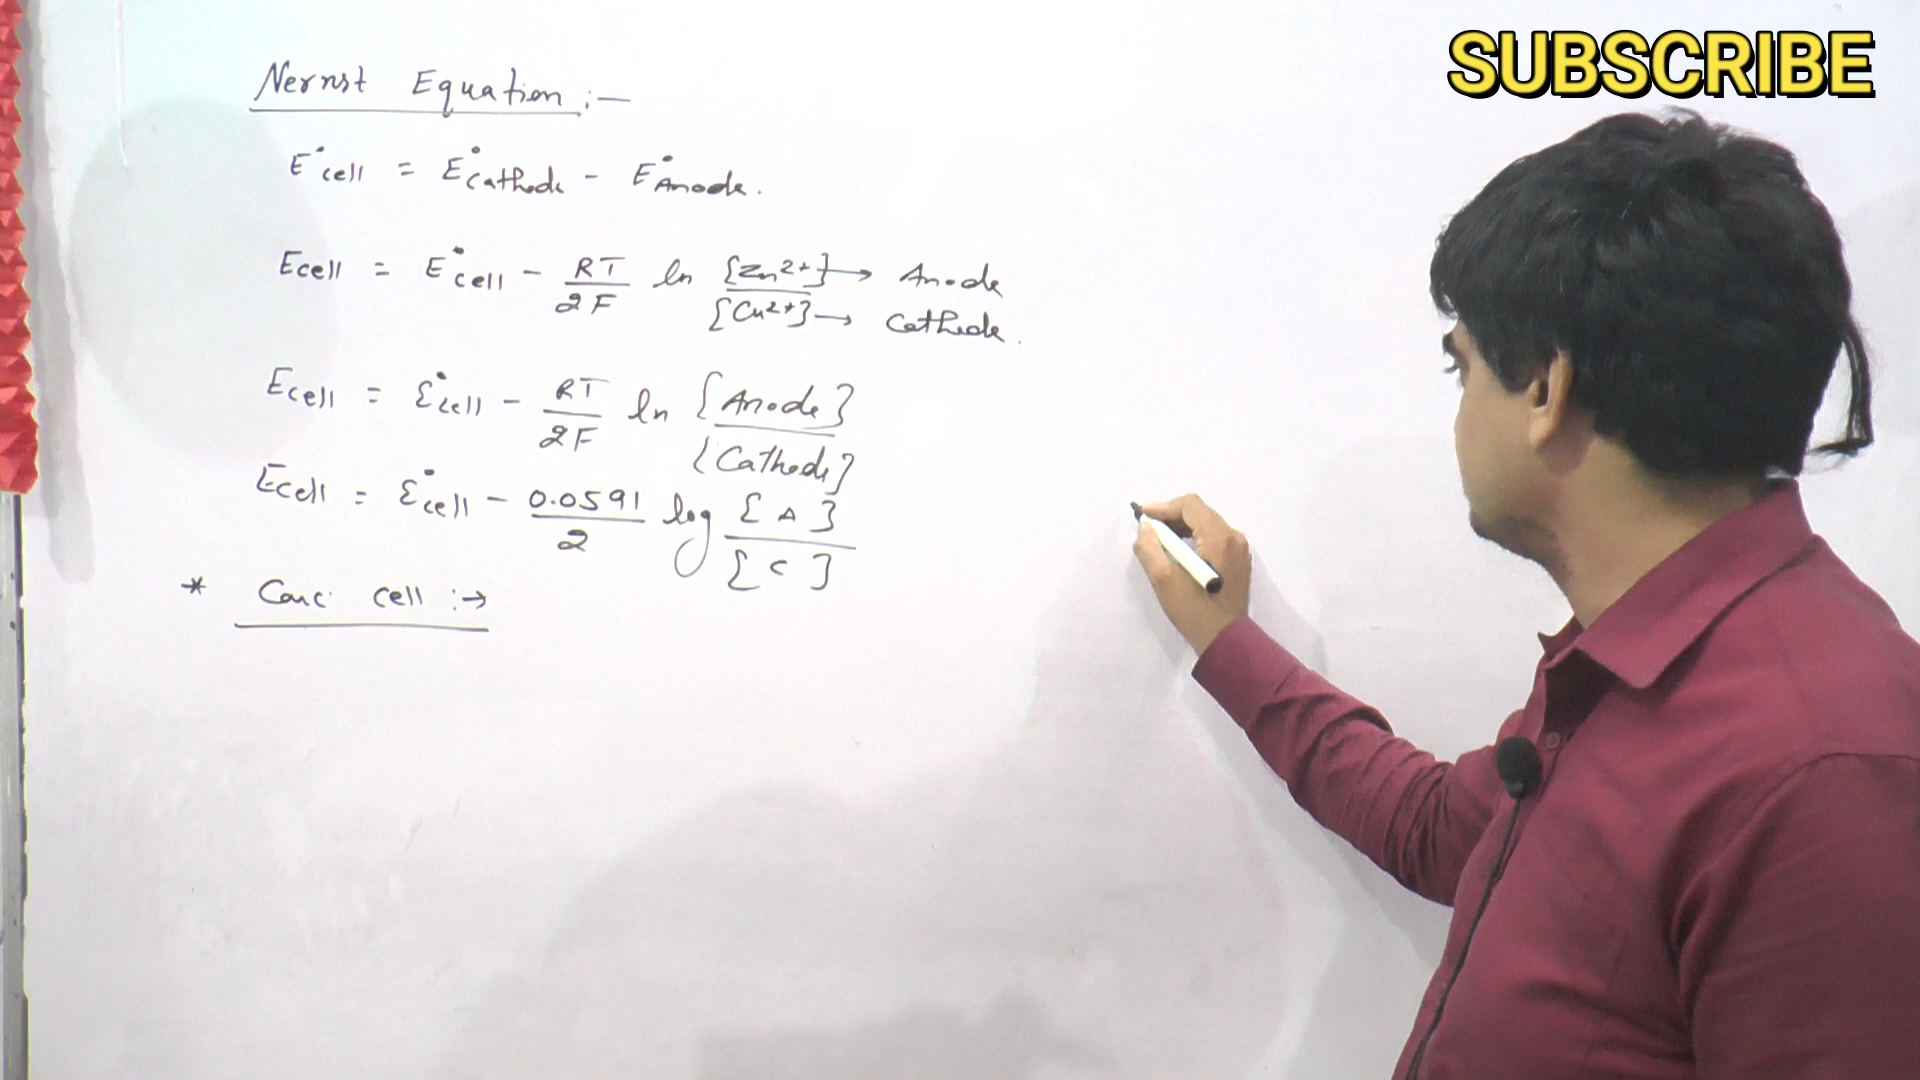 SUBSCRIBE
Nernst Equation :—
E°cell = E°Cathode - E°Anode.
Ecell = E°cell - RT/2F ln {Zn2+}/{Cu2+} → Anode → Cathode.
Ecell = E°cell - RT/2F ln {Anode}/{Cathode}
Ecell = E°cell - 0.0591/2 log {A}/{C}
* Conc. cell :→